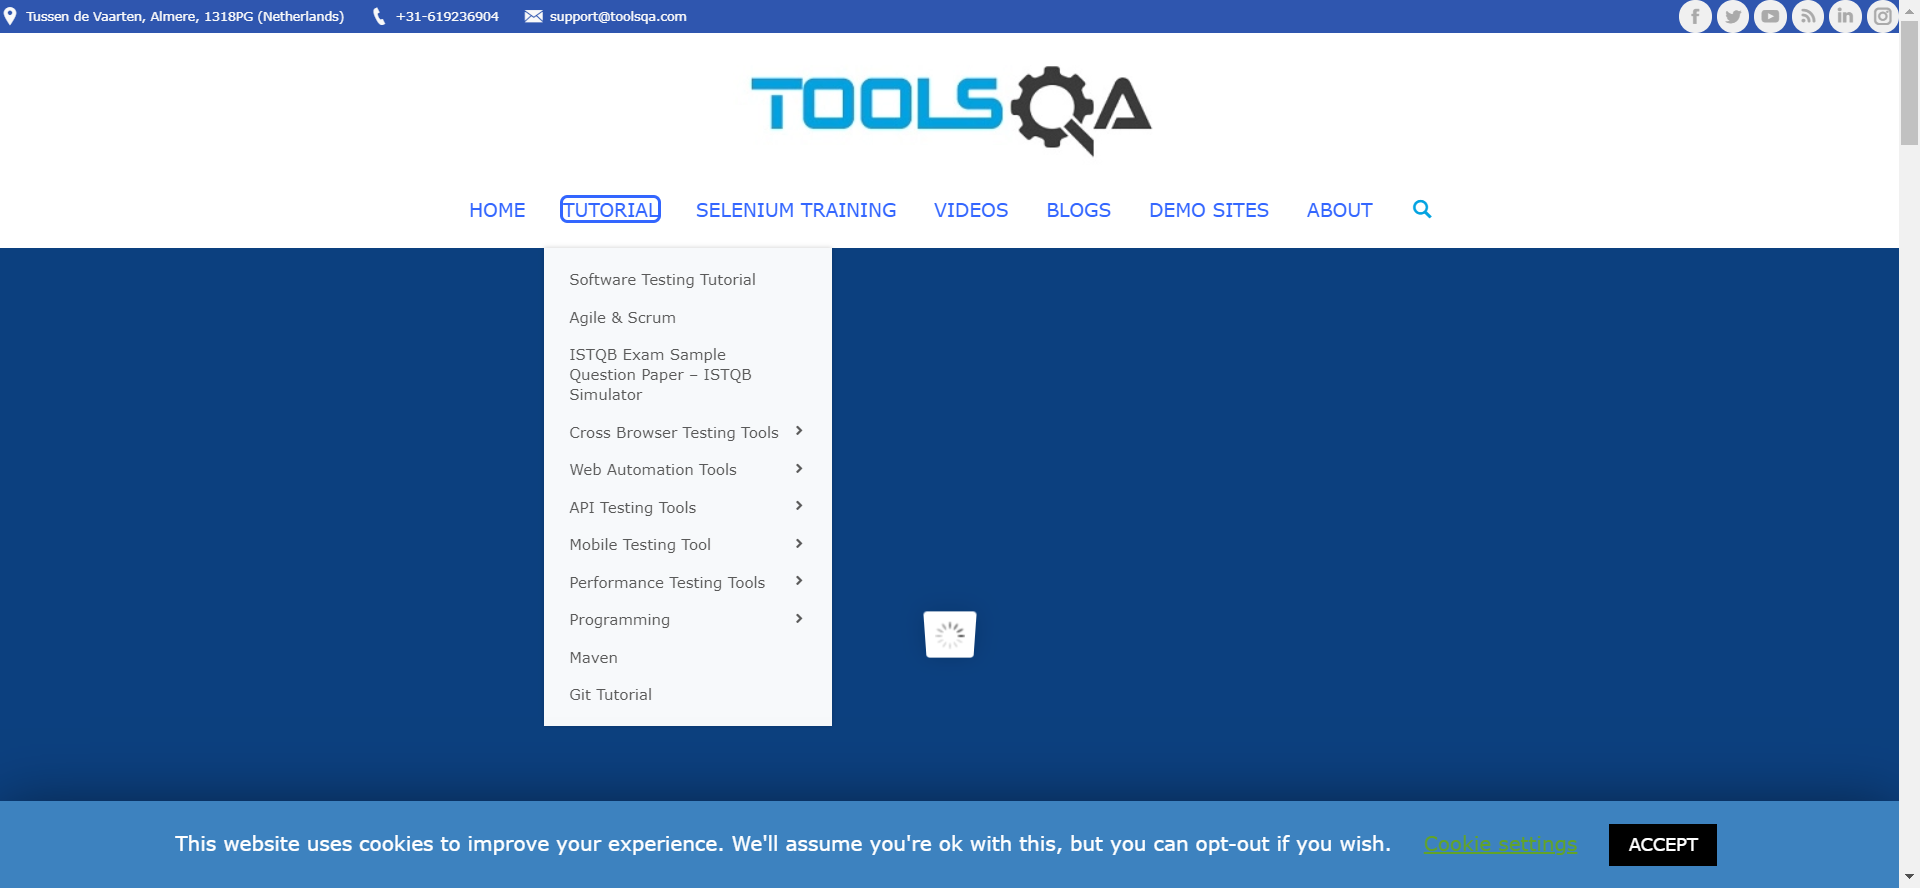 Tussen de Vaarten, Almere, 1318PG (Netherlands) +31-619236904 support@toolsqa.com
TOOLSQA
HOME TUTORIAL SELENIUM TRAINING VIDEOS BLOGS DEMO SITES ABOUT
Software Testing Tutorial
Agile & Scrum
ISTQB Exam Sample
Question Paper – ISTQB
Simulator
Cross Browser Testing Tools
Web Automation Tools
API Testing Tools
Mobile Testing Tool
Performance Testing Tools
Programming
Maven
Git Tutorial
This website uses cookies to improve your experience. We'll assume you're ok with this, but you can opt-out if you wish. Cookie settings ACCEPT